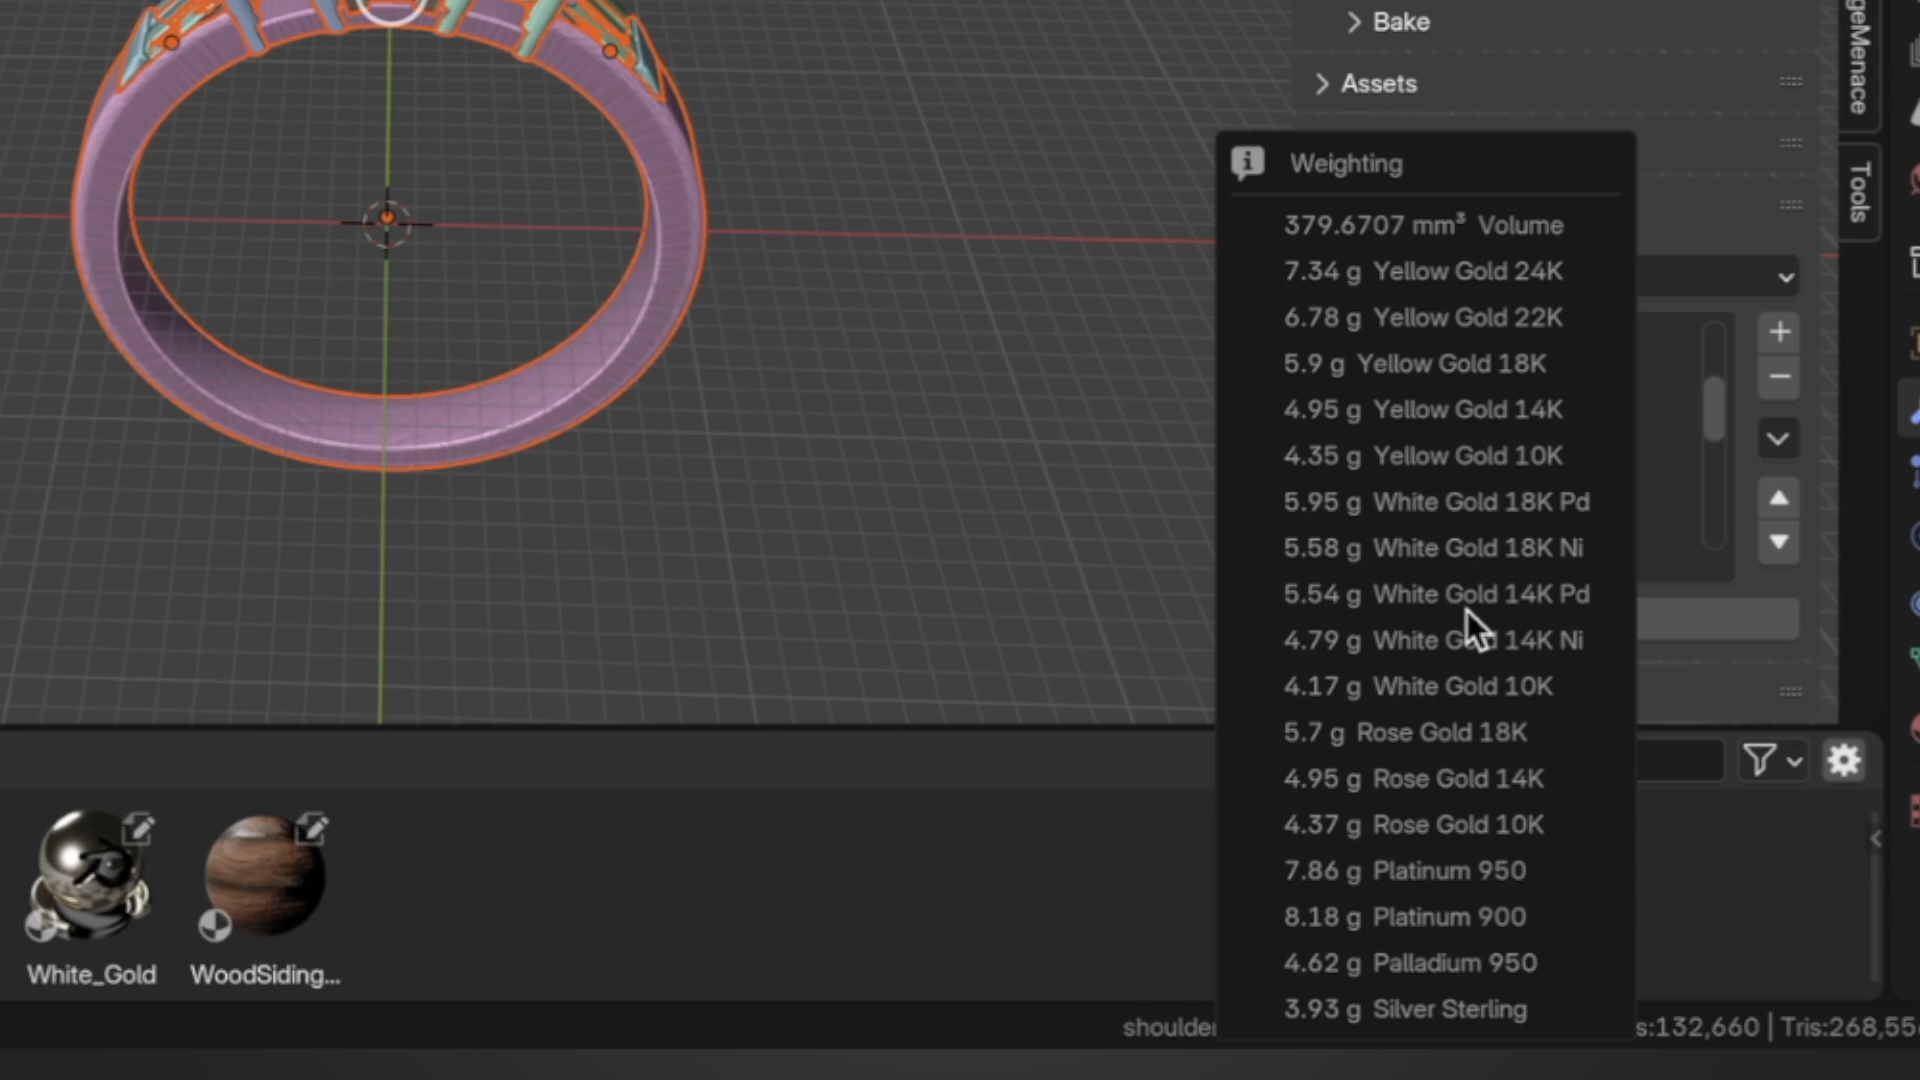 Bake
Assets
geMenace
Tools
Weighting
379.6707 mm³ Volume
7.34 g Yellow Gold 24K
6.78 g Yellow Gold 22K
5.9 g Yellow Gold 18K
4.95 g Yellow Gold 14K
4.35 g Yellow Gold 10K
5.95 g White Gold 18K Pd
5.58 g White Gold 18K Ni
5.54 g White Gold 14K Pd
4.79 g White Gold 14K Ni
4.17 g White Gold 10K
5.7 g Rose Gold 18K
4.95 g Rose Gold 14K
4.37 g Rose Gold 10K
7.86 g Platinum 950
8.18 g Platinum 900
4.62 g Palladium 950
3.93 g Silver Sterling
White_Gold
WoodSiding...
shoulder
s:132,660 | Tris:268,55